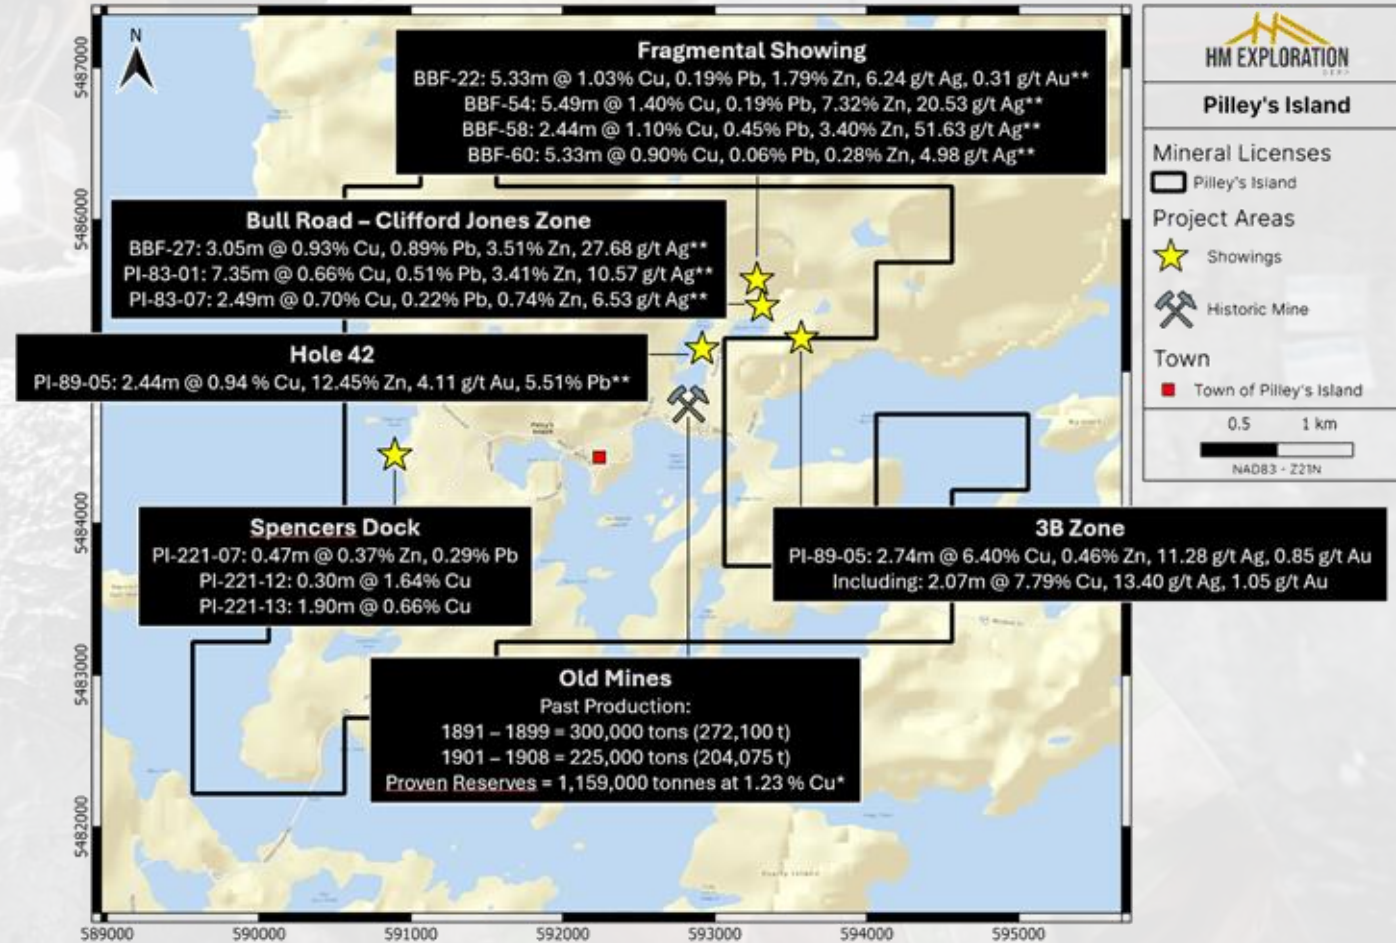 N
5487000
5486000
5484000
5483000
5482000
589000
590000
591000
592000
593000
594000
595000
Fragmental Showing
BBF-22: 5.33m @ 1.03% Cu, 0.19% Pb, 1.79% Zn, 6.24 g/t Ag, 0.31 g/t Au**
BBF-54: 5.49m @ 1.40% Cu, 0.19% Pb, 7.32% Zn, 20.53 g/t Ag**
BBF-58: 2.44m @ 1.10% Cu, 0.45% Pb, 3.40% Zn, 51.63 g/t Ag**
BBF-60: 5.33m @ 0.90% Cu, 0.06% Pb, 0.28% Zn, 4.98 g/t Ag**
Bull Road – Clifford Jones Zone
BBF-27: 3.05m @ 0.93% Cu, 0.89% Pb, 3.51% Zn, 27.68 g/t Ag**
PI-83-01: 7.35m @ 0.66% Cu, 0.51% Pb, 3.41% Zn, 10.57 g/t Ag**
PI-83-07: 2.49m @ 0.70% Cu, 0.22% Pb, 0.74% Zn, 6.53 g/t Ag**
Hole 42
PI-89-05: 2.44m @ 0.94 % Cu, 12.45% Zn, 4.11 g/t Au, 5.51% Pb**
Spencers Dock
PI-221-07: 0.47m @ 0.37% Zn, 0.29% Pb
PI-221-12: 0.30m @ 1.64% Cu
PI-221-13: 1.90m @ 0.66% Cu
3B Zone
PI-89-05: 2.74m @ 6.40% Cu, 0.46% Zn, 11.28 g/t Ag, 0.85 g/t Au
Including: 2.07m @ 7.79% Cu, 13.40 g/t Ag, 1.05 g/t Au
Old Mines
Past Production:
1891 – 1899 = 300,000 tons (272,100 t)
1901 – 1908 = 225,000 tons (204,075 t)
Proven Reserves = 1,159,000 tonnes at 1.23 % Cu*
HM EXPLORATION
CORP
Pilley's Island
Mineral Licenses
Pilley's Island
Project Areas
Showings
Historic Mine
Town
Town of Pilley's Island
0.5 1 km
NAD83 - Z21N